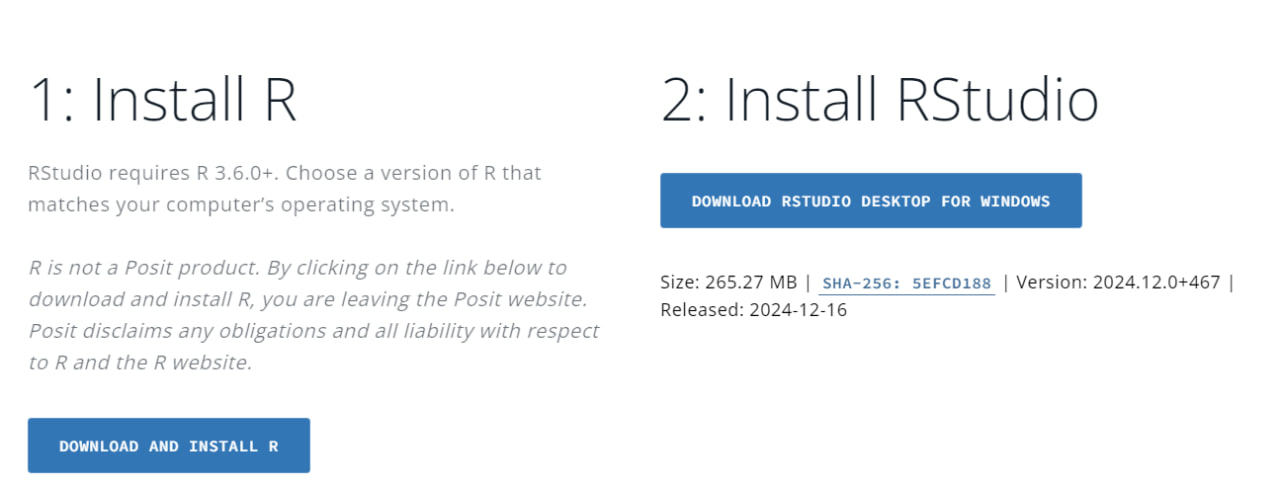 1: Install R
RStudio requires R 3.6.0+. Choose a version of R that
matches your computer's operating system.
R is not a Posit product. By clicking on the link below to
download and install R, you are leaving the Posit website.
Posit disclaims any obligations and all liability with respect
to R and the R website.
DOWNLOAD AND INSTALL R
2: Install RStudio
DOWNLOAD RSTUDIO DESKTOP FOR WINDOWS
Size: 265.27 MB | SHA-256: 5EFCD188 | Version: 2024.12.0+467 |
Released: 2024-12-16